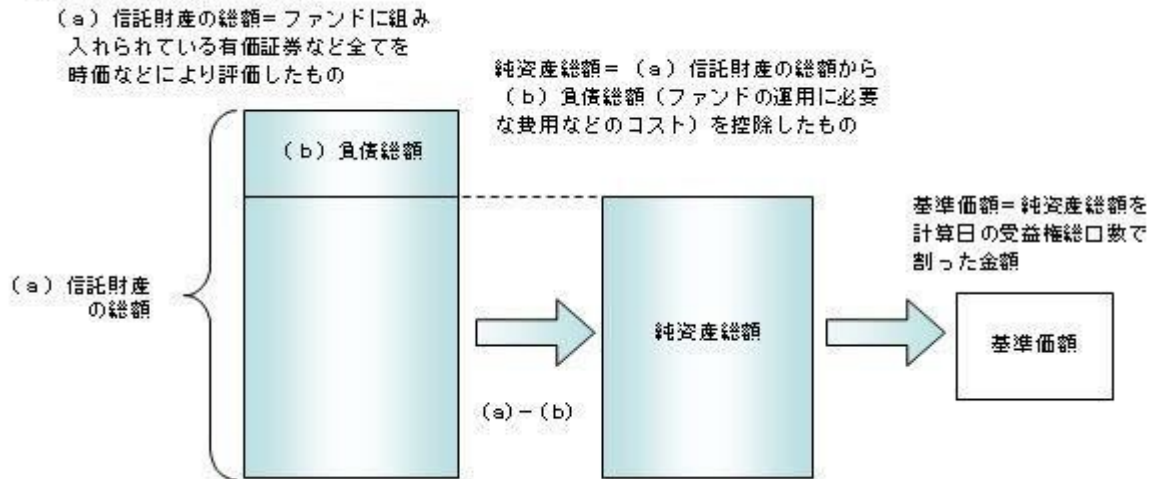 (a) 信託財産の総額=ファンドに組み
入れられている有価証券など全てを
時価などにより評価したもの
純資産総額= (a) 信託財産の総額から
(b) 負債総額(ファンドの運用に必要
な費用などのコスト)を控除したもの
(b) 負債総額
基準価額=純資産総額を
計算日の受益権総口数で
割った金額
(a) 信託財産
の総額
純資産総額
基準価額
(a)-(b)